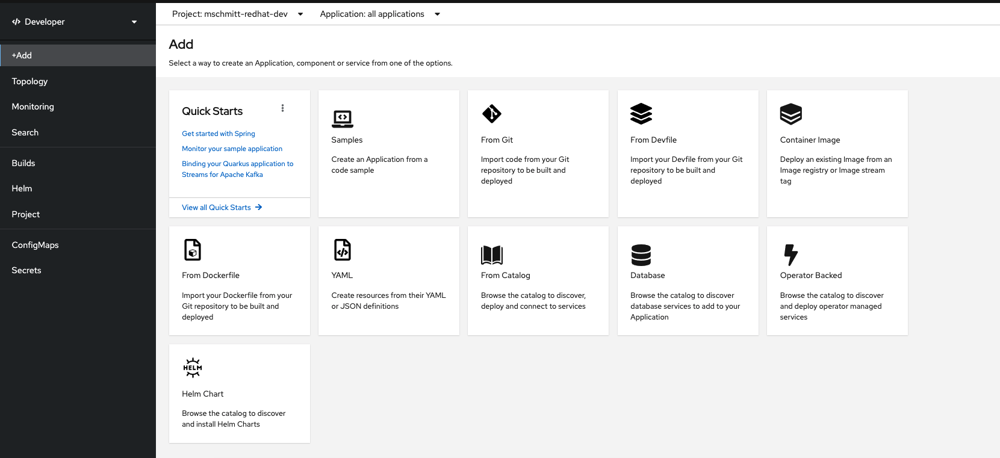 Developer
+Add
Topology
Monitoring
Search
Builds
Helm
Project
ConfigMaps
Secrets
Project: mschmitt-redhat-dev
Application: all applications
Add
Select a way to create an Application, component or service from one of the options.
Quick Starts
Get started with Spring
Monitor your sample application
Binding your Quarkus application to
Streams for Apache Kafka
View all Quick Starts
Samples
Create an Application from a
code sample
From Git
Import code from your Git
repository to be built and
deployed
From Devfile
Import your Devfile from your Git
repository to be built and
deployed
Container Image
Deploy an existing Image from an
Image registry or Image stream
tag
From Dockerfile
Import your Dockerfile from your
Git repository to be built and
deployed
YAML
Create resources from their YAML
or JSON definitions
From Catalog
Browse the catalog to discover,
deploy and connect to services
Database
Browse the catalog to discover
database services to add to your
Application
Operator Backed
Browse the catalog to discover
and deploy operator managed
services
HELM
Helm Chart
Browse the catalog to discover
and install Helm Charts